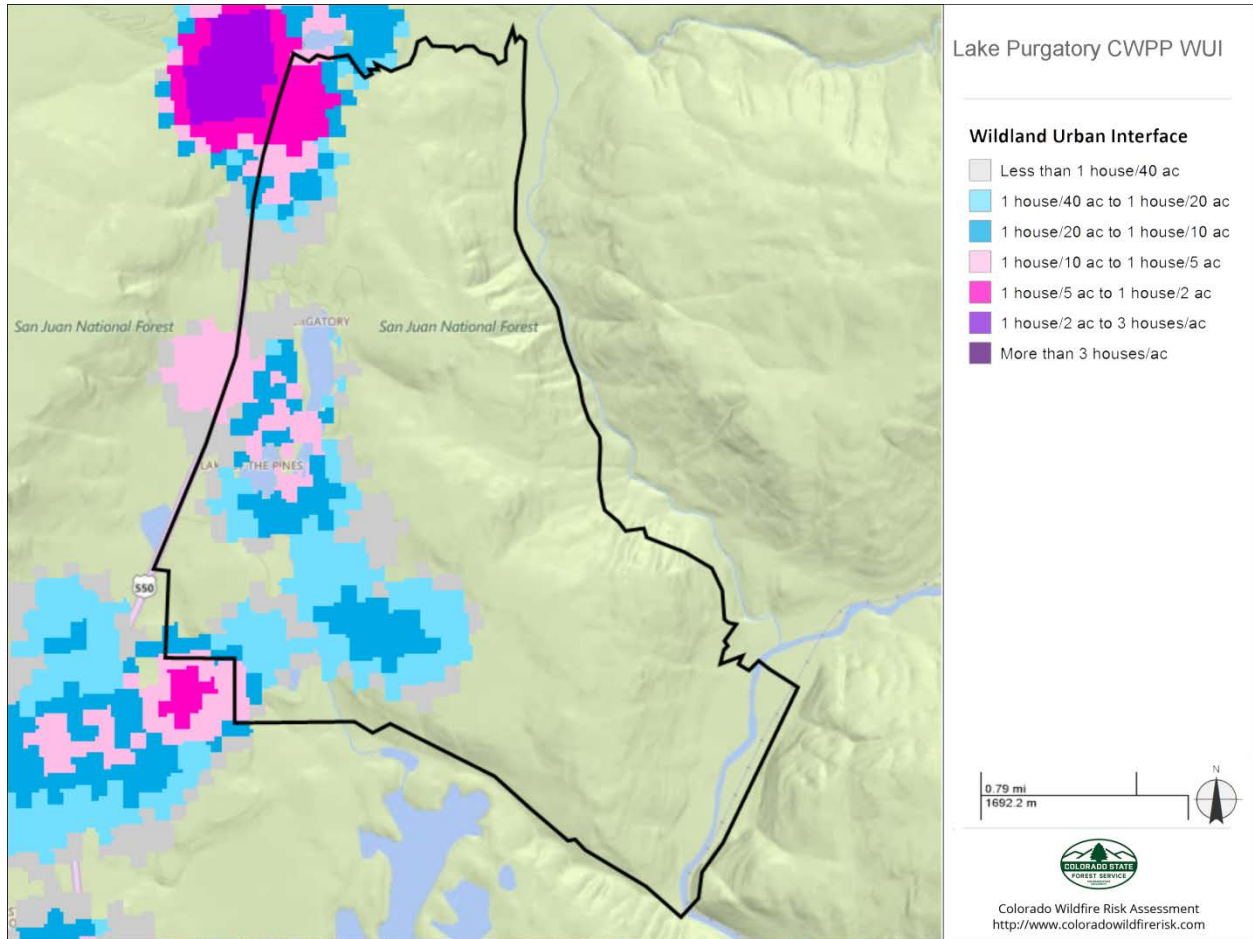 Lake Purgatory CWPP WUI
Wildland Urban Interface
Less than 1 house/40 ac
1 house/40 ac to 1 house/20 ac
1 house/20 ac to 1 house/10 ac
1 house/10 ac to 1 house/5 ac
1 house/5 ac to 1 house/2 ac
1 house/2 ac to 3 houses/ac
More than 3 houses/ac
San Juan National Forest
San Juan National Forest
THE PINES
550
0.79 mi
1692.2 m
N
COLORADO STATE
FOREST SERVICE
Colorado Wildfire Risk Assessment
http://www.coloradowildfirerisk.com